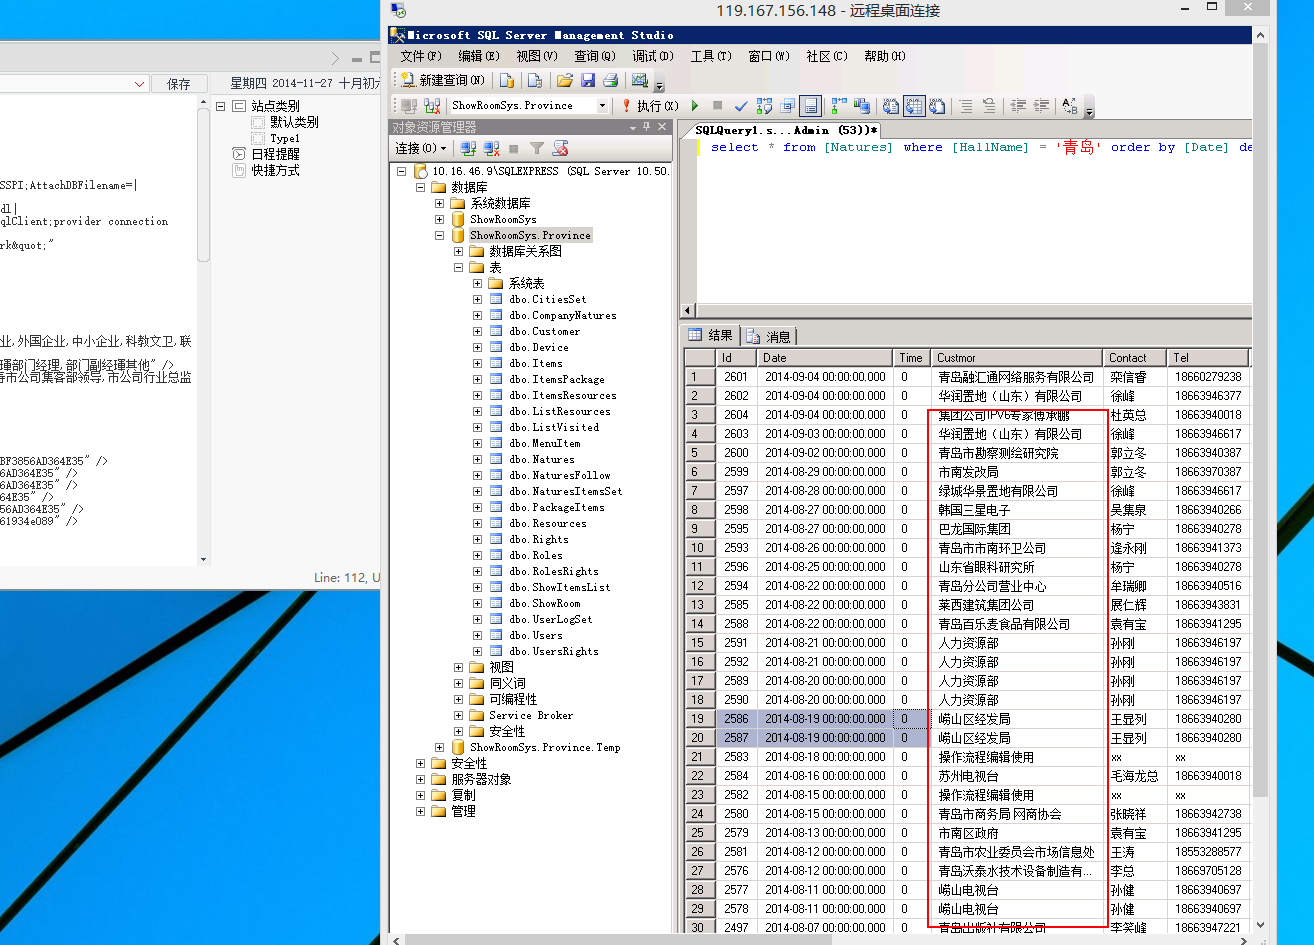 119.167.156.148 - 远程桌面连接
Microsoft SQL Server Management Studio
文件(F) 编辑(E) 视图(V) 查询(Q) 调试(D) 工具(T) 窗口(W) 社区(C) 帮助(H)
新建查询(N)
ShowRoomSys.Province 执行(X)
保存 星期四 2014-11-27 十月初六
站点类别
默认类别
Type1
日程提醒
快捷方式
SSPI;AttachDBFilename=|
dl|
qlClient;provider connection
rk&quot;"
业,外国企业,中小企业,科教文卫,联
理部门经理,部门副经理其他" />
寿市公司集客部领导,市公司行业总监
BF3856AD364E35" />
6AD364E35" />
6AD364E35" />
64E35" />
56AD364E35" />
61934e089" />
Line: 112, U
对象资源管理器
连接(O)
10.16.46.9\SQLEXPRESS (SQL Server 10.50.
数据库
系统数据库
ShowRoomSys
ShowRoomSys.Province
数据库关系图
表
系统表
dbo.CitiesSet
dbo.CompanyNatures
dbo.Customer
dbo.Device
dbo.Items
dbo.ItemsPackage
dbo.ItemsResources
dbo.ListResources
dbo.ListVisited
dbo.MenuItem
dbo.Natures
dbo.NaturesFollow
dbo.NaturesItemsSet
dbo.PackageItems
dbo.Resources
dbo.Rights
dbo.Roles
dbo.RolesRights
dbo.ShowItemsList
dbo.ShowRoom
dbo.UserLogSet
dbo.Users
dbo.UsersRights
视图
同义词
可编程性
Service Broker
安全性
ShowRoomSys.Province.Temp
安全性
服务器对象
复制
管理
SQLQuery1.s...Admin (53))*
select * from [Natures] where [HallName] = '青岛' order by [Date] de
结果 消息
Id Date Time Custmor Contact Tel
1 2601 2014-09-04 00:00:00.000 0 青岛融汇通网络服务有限公司 栾信睿 18660279238
2 2602 2014-09-04 00:00:00.000 0 华润置地（山东）有限公司 徐峰 18663946377
3 2604 2014-09-04 00:00:00.000 0 集团公司IPV6专家傅承鹏 杜英总 18663940018
4 2603 2014-09-03 00:00:00.000 0 华润置地（山东）有限公司 徐峰 18663946617
5 2600 2014-09-02 00:00:00.000 0 青岛市勘察测绘研究院 郭立冬 18663940387
6 2599 2014-08-29 00:00:00.000 0 市南发改局 郭立冬 18663970387
7 2597 2014-08-28 00:00:00.000 0 绿城华景置地有限公司 徐峰 18663946617
8 2598 2014-08-27 00:00:00.000 0 韩国三星电子 吴集泉 18663940266
9 2595 2014-08-27 00:00:00.000 0 巴龙国际集团 杨宁 18663940278
10 2593 2014-08-26 00:00:00.000 0 青岛市市南环卫公司 逄永刚 18663941373
11 2596 2014-08-25 00:00:00.000 0 山东省眼科研究所 杨宁 18663940278
12 2594 2014-08-22 00:00:00.000 0 青岛分公司营业中心 牟瑞卿 18663940516
13 2585 2014-08-22 00:00:00.000 0 莱西建筑集团公司 展仁辉 18663943831
14 2588 2014-08-22 00:00:00.000 0 青岛百乐麦食品有限公司 袁有宝 18663941295
15 2591 2014-08-21 00:00:00.000 0 人力资源部 孙刚 18663946197
16 2592 2014-08-21 00:00:00.000 0 人力资源部 孙刚 18663946197
17 2589 2014-08-20 00:00:00.000 0 人力资源部 孙刚 18663946197
18 2590 2014-08-20 00:00:00.000 0 人力资源部 孙刚 18663946197
19 2586 2014-08-19 00:00:00.000 0 崂山区经发局 王显列 18663940280
20 2587 2014-08-19 00:00:00.000 0 崂山区经发局 王显列 18663940280
21 2583 2014-08-18 00:00:00.000 0 操作流程编辑使用 xx xx
22 2584 2014-08-16 00:00:00.000 0 苏州电视台 毛海龙总 18663940018
23 2582 2014-08-15 00:00:00.000 0 操作流程编辑使用 xx xx
24 2580 2014-08-15 00:00:00.000 0 青岛市商务局 网商协会 张晓祥 18663942738
25 2579 2014-08-13 00:00:00.000 0 市南区政府 袁有宝 18663941295
26 2581 2014-08-12 00:00:00.000 0 青岛市农业委员会市场信息处 王涛 18553288577
27 2576 2014-08-12 00:00:00.000 0 青岛沃泰水技术设备制造有... 李总 18669705128
28 2577 2014-08-11 00:00:00.000 0 崂山电视台 孙健 18663940697
29 2578 2014-08-11 00:00:00.000 0 崂山电视台 孙健 18663940697
30 2497 2014-08-07 00:00:00.000 0 青岛出版社有限公司 李笑峰 18663947221